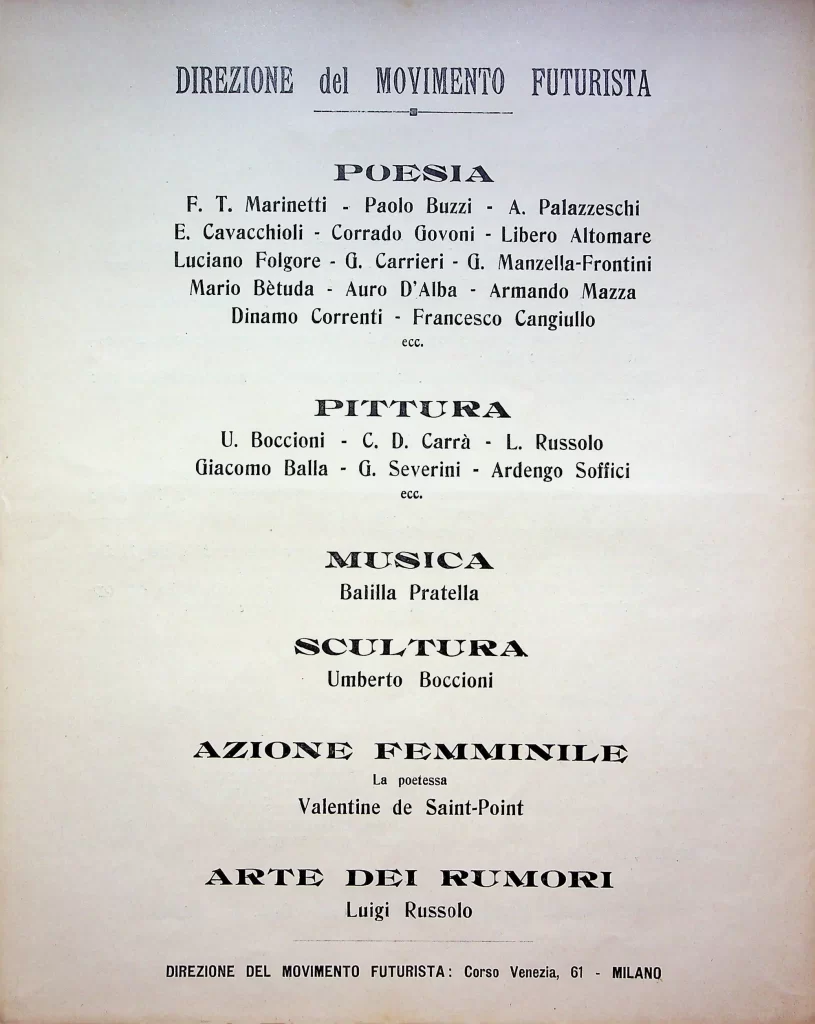 DIREZIONE del MOVIMENTO FUTURISTA
POESIA
F. T. Marinetti - Paolo Buzzi - A. Palazzeschi
E. Cavacchioli - Corrado Govoni - Libero Altomare
Luciano Folgore - G. Carrieri - G. Manzella-Frontini
Mario Bètuda - Auro D'Alba - Armando Mazza
Dinamo Correnti - Francesco Cangiullo
ecc.
PITTURA
U. Boccioni - C. D. Carrà - L. Russolo
Giacomo Balla - G. Severini - Ardengo Soffici
ecc.
MUSICA
Balilla Pratella
SCULTURA
Umberto Boccioni
AZIONE FEMMINILE
La poetessa
Valentine de Saint-Point
ARTE DEI RUMORI
Luigi Russolo
DIREZIONE DEL MOVIMENTO FUTURISTA: Corso Venezia, 61 - MILANO